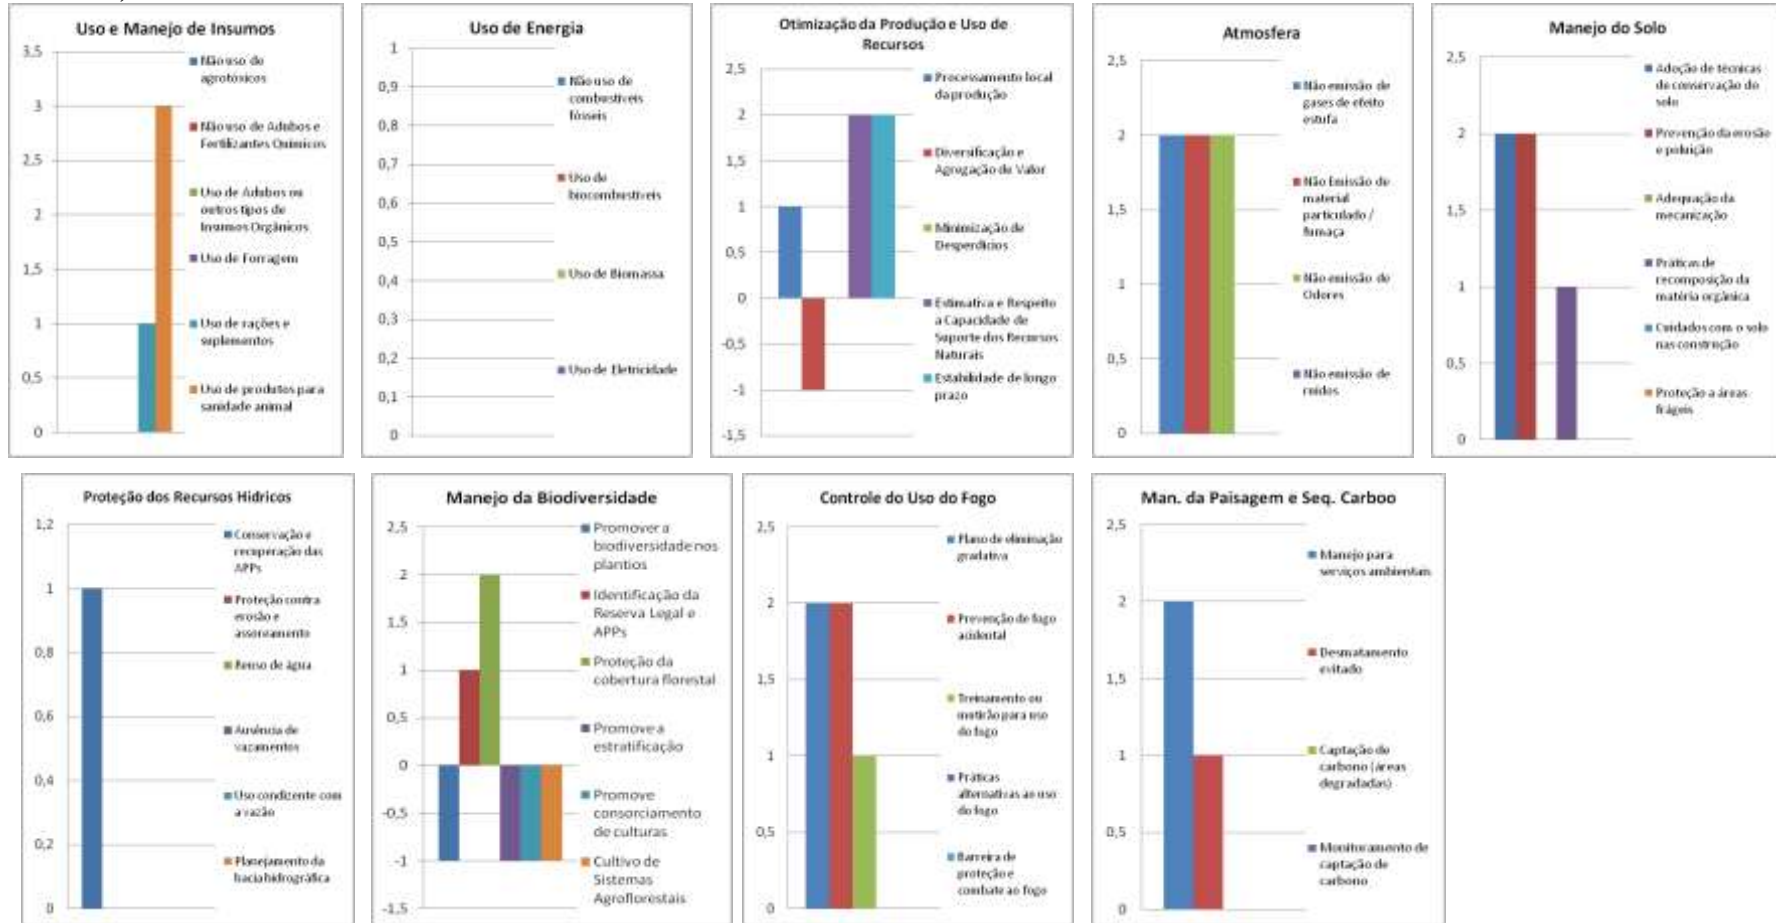 Uso e Manejo de Insumos
3,5
3
2,5
2
1,5
1
0,5
0
Não uso de
agrotóxicos
Não uso de Adubos e
Fertilizantes Químicos
Uso de Adubos ou
outros tipos de
Insumos Orgânicos
Uso de Forragem
Uso de rações e
suplementos
Uso de produtos para
sanidade animal
Uso de Energia
1
0,9
0,8
0,7
0,6
0,5
0,4
0,3
0,2
0,1
0
Não uso de
combustíveis
fósseis
Uso de
biocombustíveis
Uso de Biomassa
Uso de Eletricidade
Otimização da Produção e Uso de
Recursos
2,5
2
1,5
1
0,5
0
-0,5
-1
-1,5
Processamento local
da produção
Diversificação e
Agregação de Valor
Minimização de
Desperdícios
Estimativa e Respeito
a Capacidade de
Suporte dos Recursos
Naturais
Estabilidade de longo
prazo
Atmosfera
2,5
2
1,5
1
0,5
0
Não emissão de
gases de efeito
estufa
Não Emissão de
material
particulado /
fumaça
Não emissão de
Odores
Não emissão de
ruídos
Manejo do Solo
2,5
2
1,5
1
0,5
0
Adoção de técnicas
de conservação do
solo
Prevenção da erosão
e poluição
Adequação da
mecanização
Práticas de
recomposição da
matéria orgânica
Cuidados com o solo
nas construção
Proteção a áreas
frágeis
Proteção dos Recursos Hídricos
1,2
1
0,8
0,6
0,4
0,2
0
Conservação e
recuperação das
APPs
Proteção contra
erosão e
assoreamento
Reuso de água
Ausência de
vazamentos
Uso condizente com
a vazão
Planejamento da
bacia hidrográfica
Manejo da Biodiversidade
2,5
2
1,5
1
0,5
0
-0,5
-1
-1,5
Promover a
biodiversidade nos
plantios
Identificação da
Reserva Legal e
APPs
Proteção da
cobertura florestal
Promove a
estratificação
Promove
consorciamento
de culturas
Cultivo de
Sistemas
Agroflorestais
Controle do Uso do Fogo
2,5
2
1,5
1
0,5
0
Plano de eliminação
gradativa
Prevenção de fogo
acidental
Treinamento ou
mutirão para uso
do fogo
Práticas
alternativas ao uso
do fogo
Barreira de
proteção e
combate ao fogo
Man. da Paisagem e Seq. Carboo
2,5
2
1,5
1
0,5
0
Manejo para
serviços ambientais
Desmatamento
evitado
Captação de
carbono (áreas
degradadas)
Monitoramento de
captação de
carbono